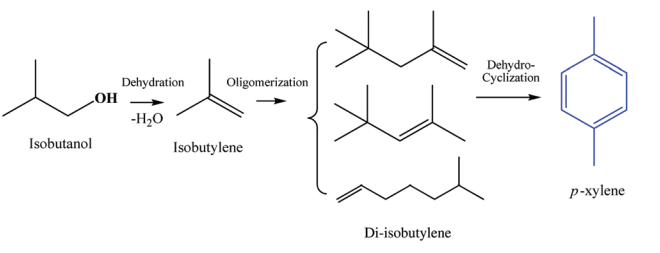 OH
Isobutanol
Dehydration
-H₂O
Isobutylene
Oligomerization
Di-isobutylene
Dehydro-
Cyclization
p-xylene